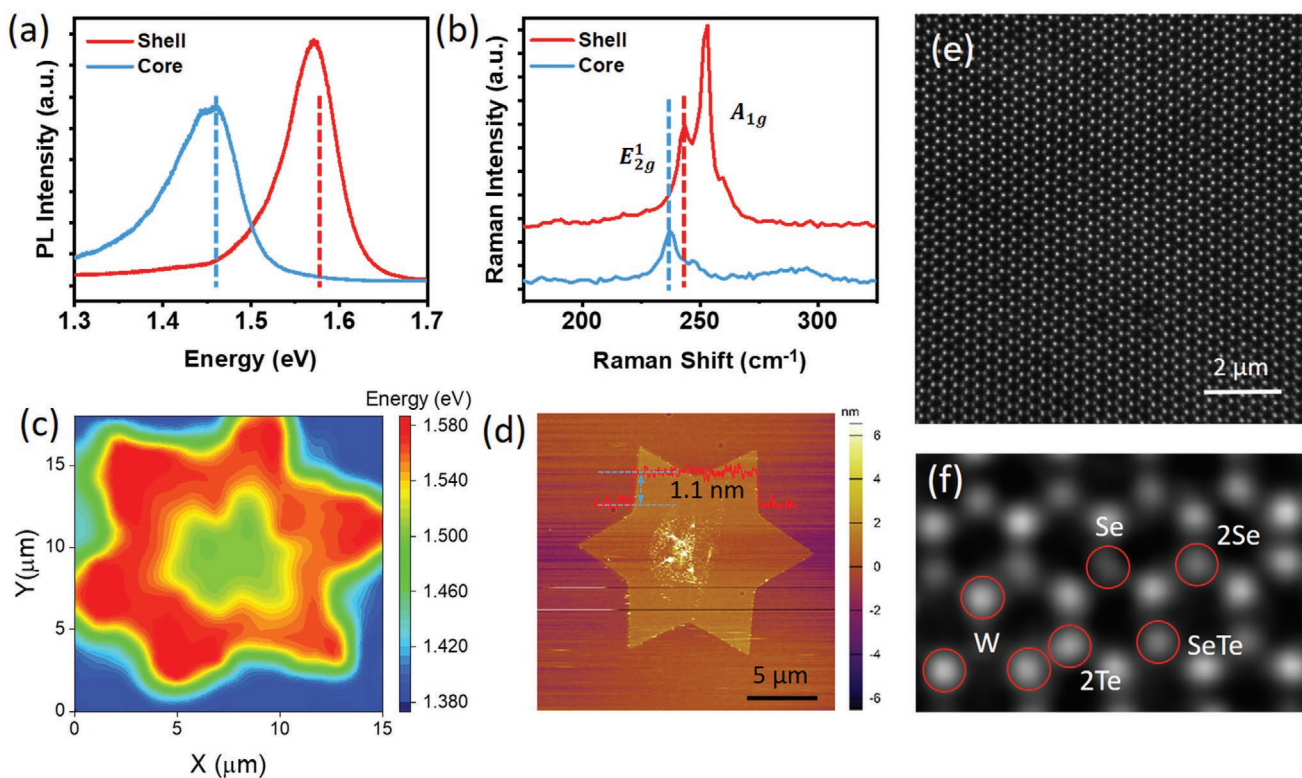 (a)
Shell
Core
PL Intensity (a.u.)
1.3 1.4 1.5 1.6 1.7
Energy (eV)
(b)
Shell
Core
E¹₂g
A₁g
Raman Intensity (a.u.)
200 250 300
Raman Shift (cm⁻¹)
(e)
2 μm
(c)
Energy (eV)
1.580
1.540
1.500
1.460
1.420
1.380
Y(μm)
15
10
5
0
0 5 10 15
X (μm)
(d)
1.1 nm
5 μm
nm
6
4
2
0
-2
-4
-6
(f)
Se
2Se
W
2Te
SeTe